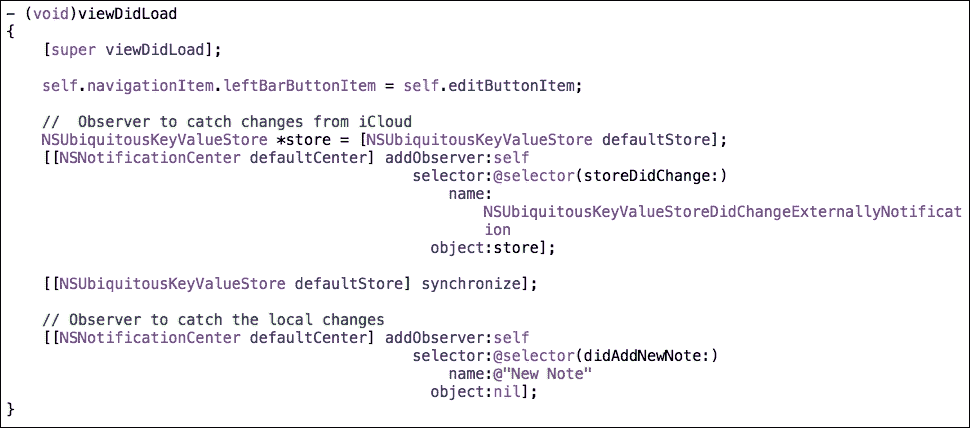 - (void)viewDidLoad
{
    [super viewDidLoad];

    self.navigationItem.leftBarButtonItem = self.editButtonItem;

    //  Observer to catch changes from iCloud
    NSUbiquitousKeyValueStore *store = [NSUbiquitousKeyValueStore defaultStore];
    [[NSNotificationCenter defaultCenter] addObserver:self
                                             selector:@selector(storeDidChange:)
                                                 name:
                                                     NSUbiquitousKeyValueStoreDidChangeExternallyNotificat
                                                     ion
                                               object:store];

    [[NSUbiquitousKeyValueStore defaultStore] synchronize];

    // Observer to catch the local changes
    [[NSNotificationCenter defaultCenter] addObserver:self
                                             selector:@selector(didAddNewNote:)
                                                 name:@"New Note"
                                               object:nil];
}